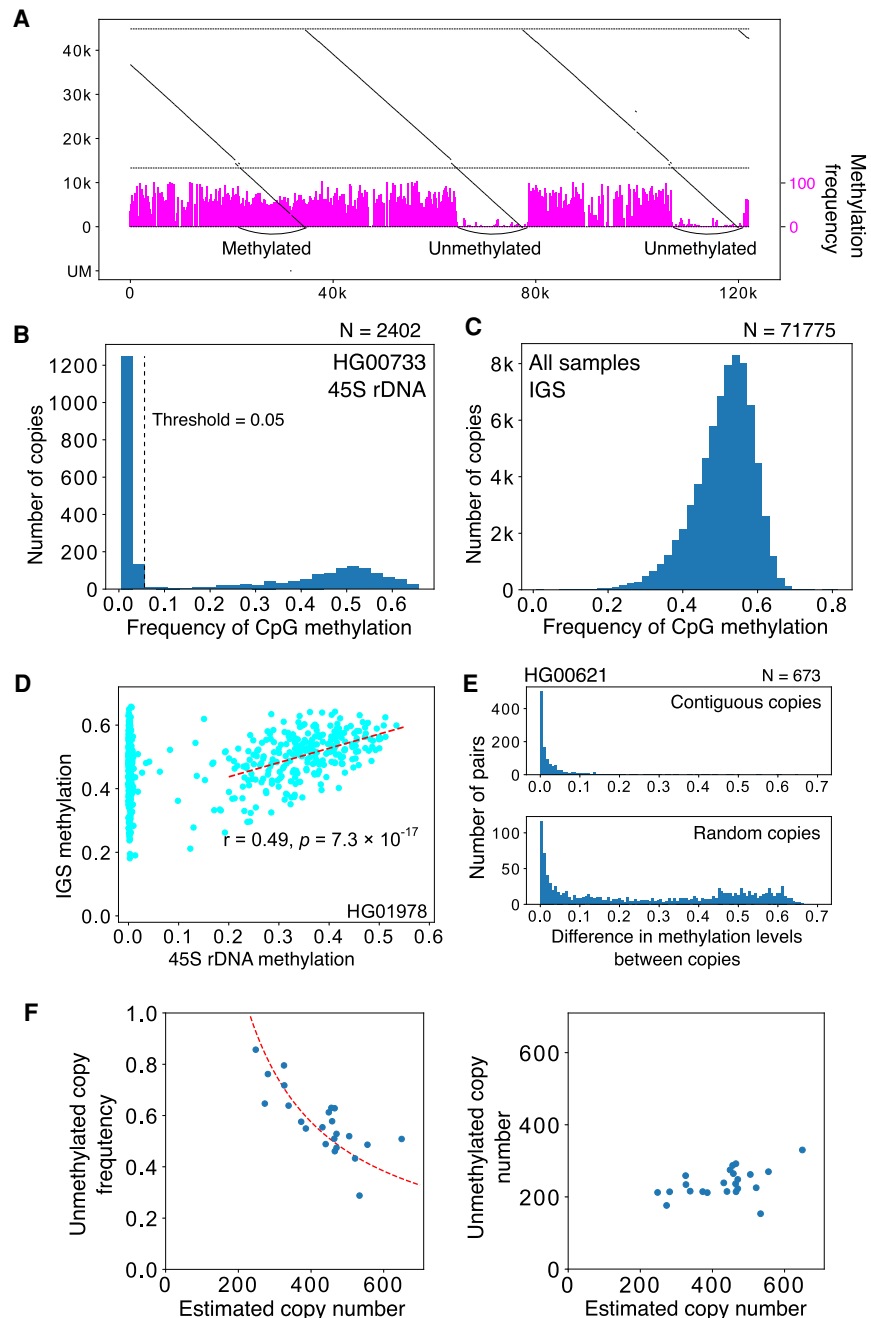 A
40k
30k
20k
10k
0
UM
100
0
Methylation
frequency
Methylated
Unmethylated
Unmethylated
0
40k
80k
120k
B
N = 2402
HG00733
45S rDNA
Threshold = 0.05
Number of copies
1200
1000
800
600
400
200
0
0.0 0.1 0.2 0.3 0.4 0.5 0.6
Frequency of CpG methylation
C
N = 71775
All samples
IGS
Number of copies
8k
6k
4k
2k
0
0.0 0.2 0.4 0.6 0.8
Frequency of CpG methylation
D
IGS methylation
0.6
0.4
0.2
0.0
r = 0.49, p = 7.3 × 10-17
HG01978
0.0 0.1 0.2 0.3 0.4 0.5 0.6
45S rDNA methylation
E
HG00621
N = 673
Contiguous copies
400
200
0
0.0 0.1 0.2 0.3 0.4 0.5 0.6 0.7
Number of pairs
Random copies
100
50
0
0.0 0.1 0.2 0.3 0.4 0.5 0.6 0.7
Difference in methylation levels
between copies
F
Unmethylated copy
frequtency
1.0
0.8
0.6
0.4
0.2
0.0
0 200 400 600
Estimated copy number
Unmethylated copy
number
600
400
200
0
0 200 400 600
Estimated copy number